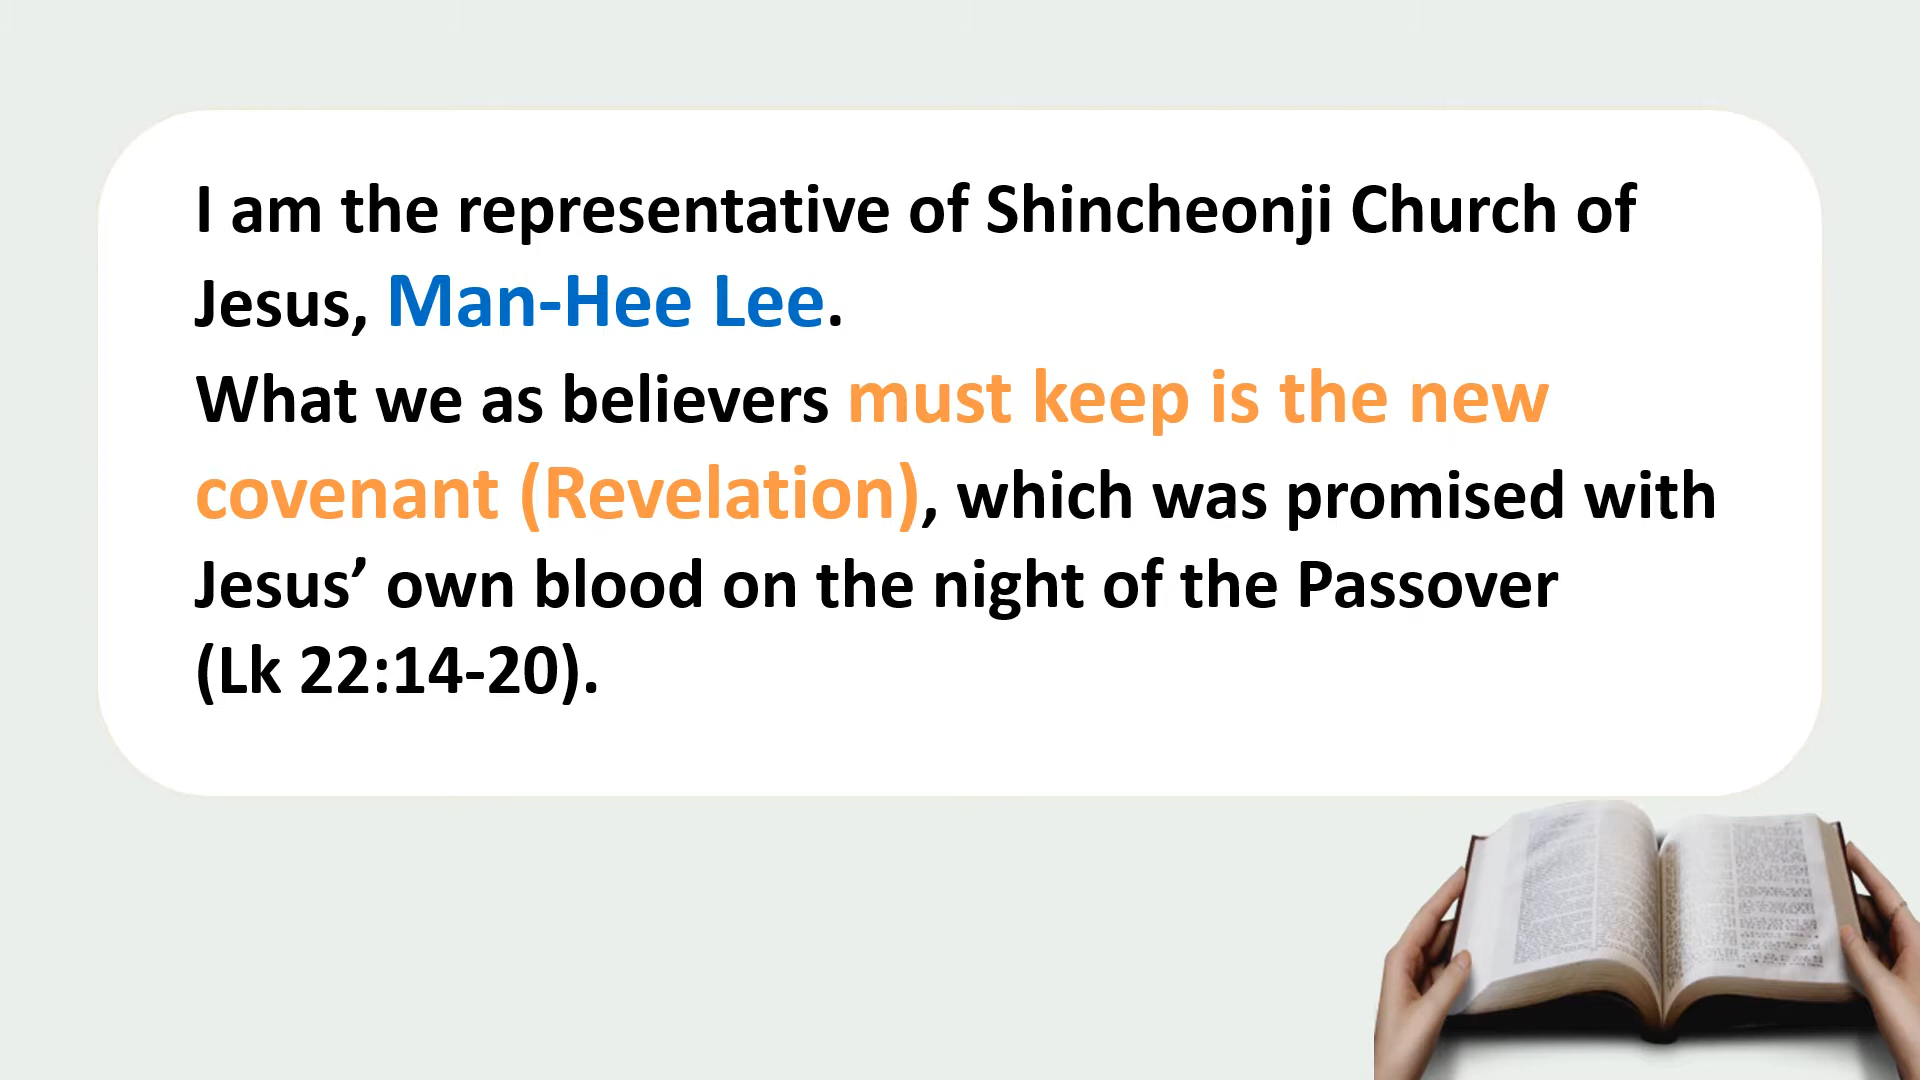 I am the representative of Shincheonji Church of
Jesus, Man-Hee Lee.
What we as believers must keep is the new
covenant (Revelation), which was promised with
Jesus’ own blood on the night of the Passover
(Lk 22:14-20).